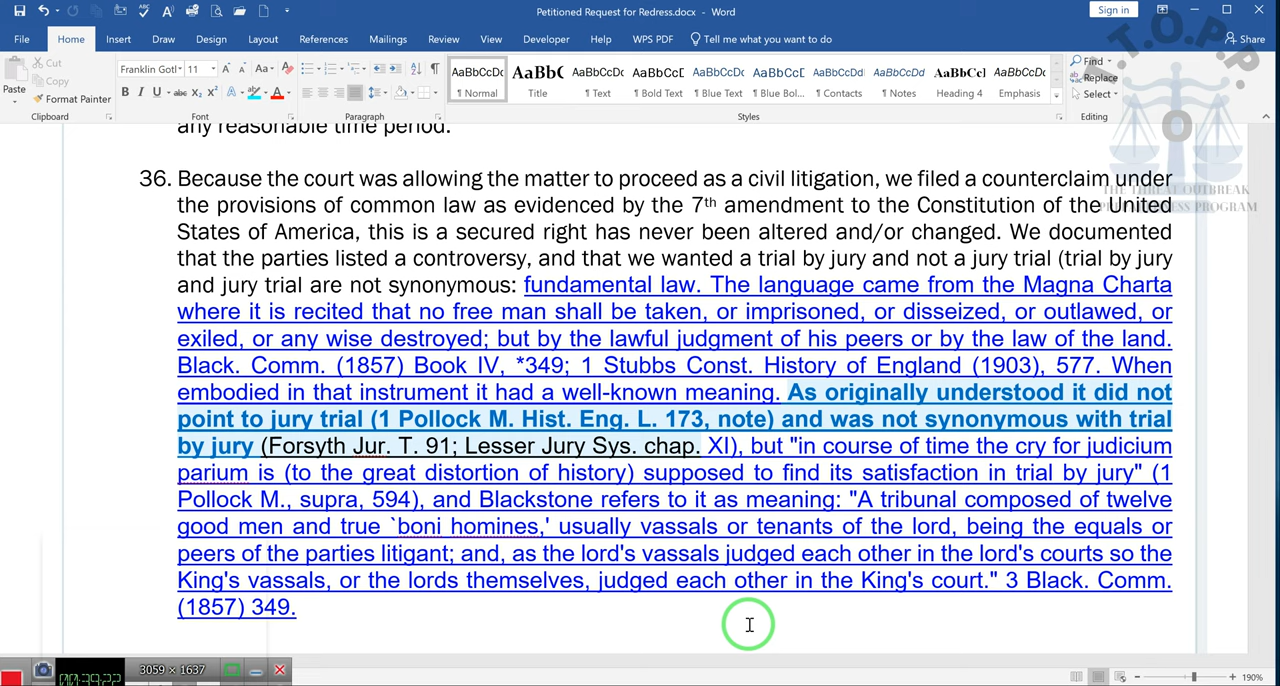 Petitioned Request for Redress.docx - Word
Sign in
File Home Insert Draw Design Layout References Mailings Review View Developer Help WPS PDF Tell me what you want to do Share
Cut
Copy
Paste
Format Painter
Clipboard
Franklin Gotl 11
Font
Paragraph
AaBbCcDc AaBbC AaBbCcDc AaBbCcD AaBbCcDd AaBbCcD AaBbCcDdI AaBbCcDd AaBbCcI AaBbCcDc
¶ Normal Title ¶ Text ¶ Bold Text ¶ Blue Text ¶ Blue Bol... ¶ Contacts ¶ Notes Heading 4 Emphasis
Styles
Find
Replace
Select
Editing
T.O.P.P.
THE THREAT OUTBREAK
PROGRAM
any reasonable time period.
36. Because the court was allowing the matter to proceed as a civil litigation, we filed a counterclaim under
the provisions of common law as evidenced by the 7th amendment to the Constitution of the United
States of America, this is a secured right has never been altered and/or changed. We documented
that the parties listed a controversy, and that we wanted a trial by jury and not a jury trial (trial by jury
and jury trial are not synonymous: fundamental law. The language came from the Magna Charta
where it is recited that no free man shall be taken, or imprisoned, or disseized, or outlawed, or
exiled, or any wise destroyed; but by the lawful judgment of his peers or by the law of the land.
Black. Comm. (1857) Book IV, *349; 1 Stubbs Const. History of England (1903), 577. When
embodied in that instrument it had a well-known meaning. As originally understood it did not
point to jury trial (1 Pollock M. Hist. Eng. L. 173, note) and was not synonymous with trial
by jury (Forsyth Jur. T. 91; Lesser Jury Sys. chap. XI), but "in course of time the cry for judicium
parium is (to the great distortion of history) supposed to find its satisfaction in trial by jury" (1
Pollock M., supra, 594), and Blackstone refers to it as meaning: "A tribunal composed of twelve
good men and true `boni homines,' usually vassals or tenants of the lord, being the equals or
peers of the parties litigant; and, as the lord's vassals judged each other in the lord's courts so the
King's vassals, or the lords themselves, judged each other in the King's court." 3 Black. Comm.
(1857) 349.
3059 × 1637
190%